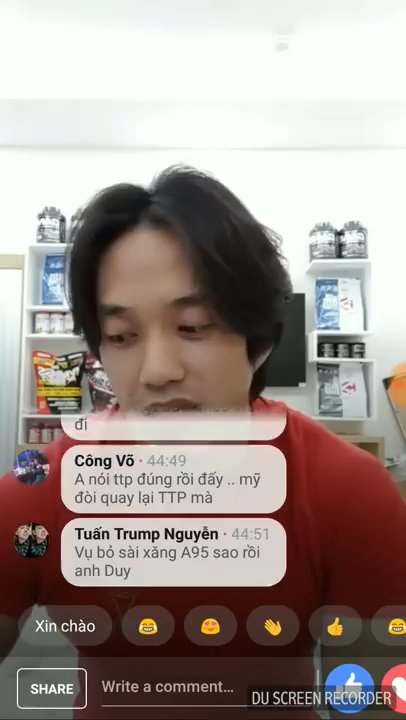 đi
Công Võ · 44:49
A nói ttp đúng rồi đấy .. mỹ
đòi quay lại TTP mà
Tuấn Trump Nguyễn · 44:51
Vụ bỏ sài xăng A95 sao rồi
anh Duy
Xin chào
SHARE
Write a comment...
DU SCREEN RECORDER